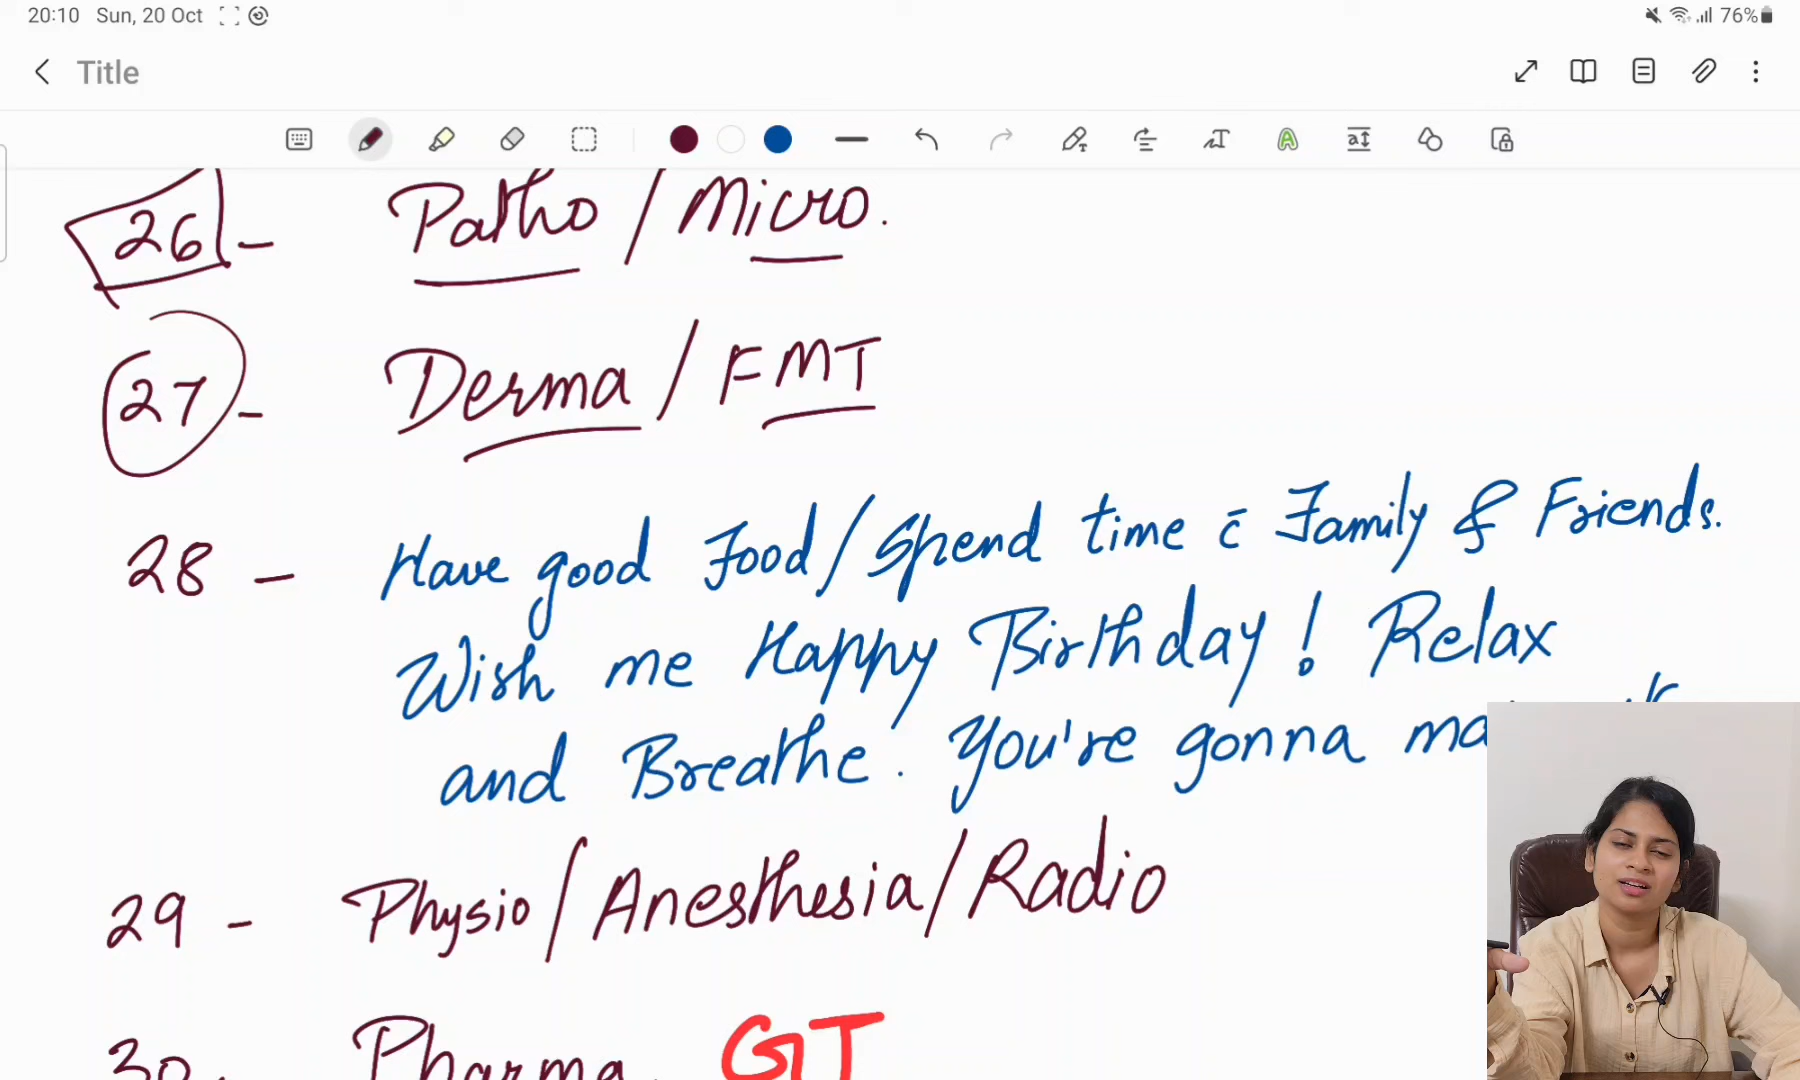 20:10 Sun, 20 Oct 76%
Title
26 - Patho / Micro.
27 - Derma / FMT
28 - Have good Food / Spend time c̄ Family & Friends.
Wish me Happy Birthday! Relax
and Breathe. You're gonna
29 - Physio / Anesthesia / Radio
30. Pharma. GT